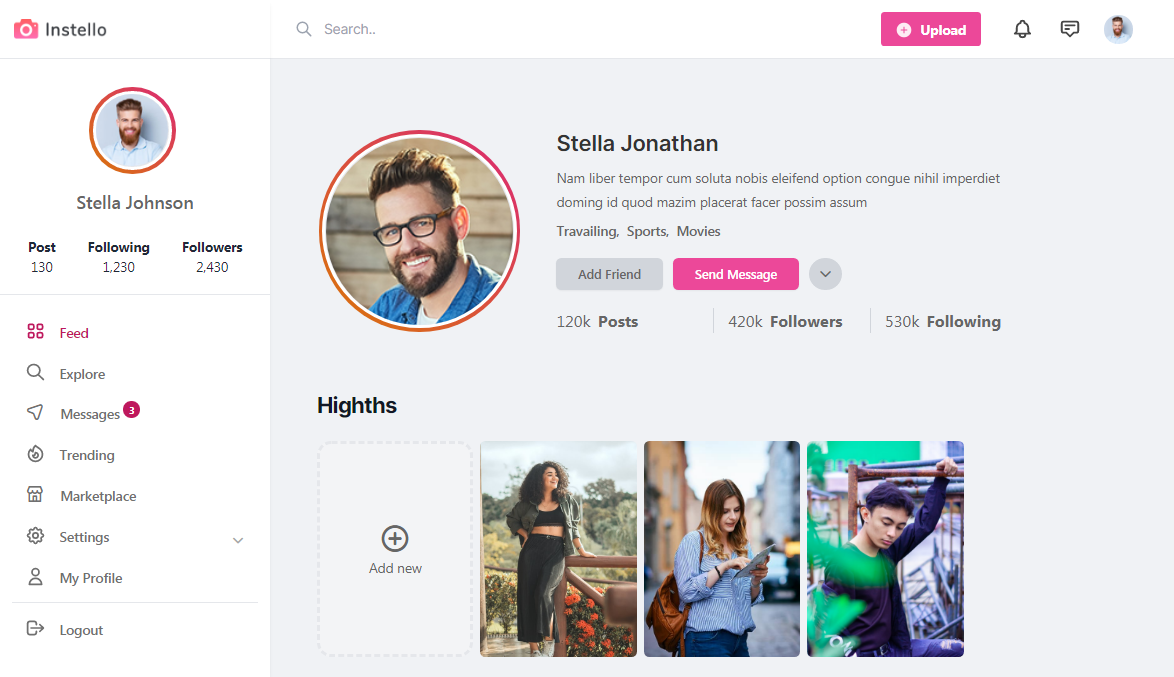 Instello
Search..
Upload
Stella Johnson
Post Following Followers
130 1,230 2,430
Feed
Explore
Messages 3
Trending
Marketplace
Settings
My Profile
Logout
Stella Jonathan
Nam liber tempor cum soluta nobis eleifend option congue nihil imperdiet
doming id quod mazim placerat facer possim assum
Travailing, Sports, Movies
Add Friend Send Message
120k Posts 420k Followers 530k Following
Highths
Add new